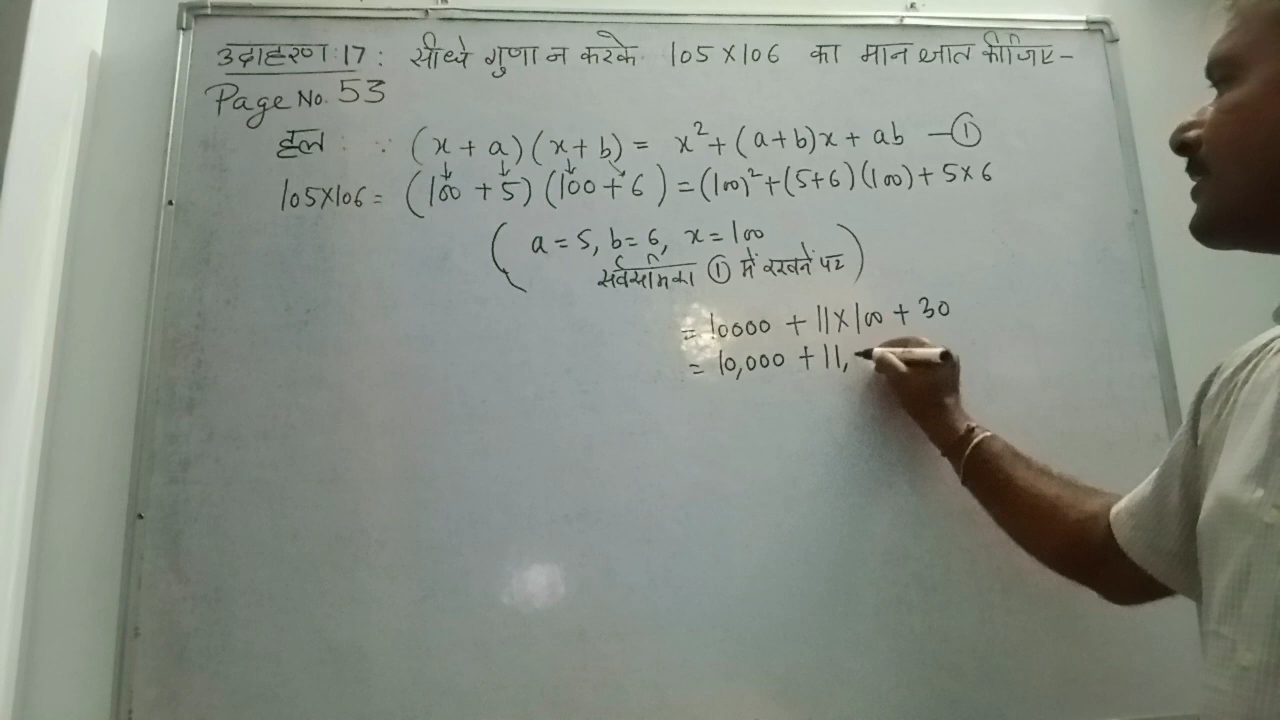 उदाहरण:17: सीधे गुणा न करके 105×106 का मान ज्ञात कीजिए-
Page No. 53
हल: ∵ (x + a)(x + b) = x² + (a+b)x + ab —①
105×106 = (100 + 5)(100 + 6) = (100)² + (5+6)(100) + 5×6
(a = 5, b = 6, x = 100
सर्वसमिका ① में रखने पर)
= 10000 + 11×100 + 30
= 10,000 + 11,